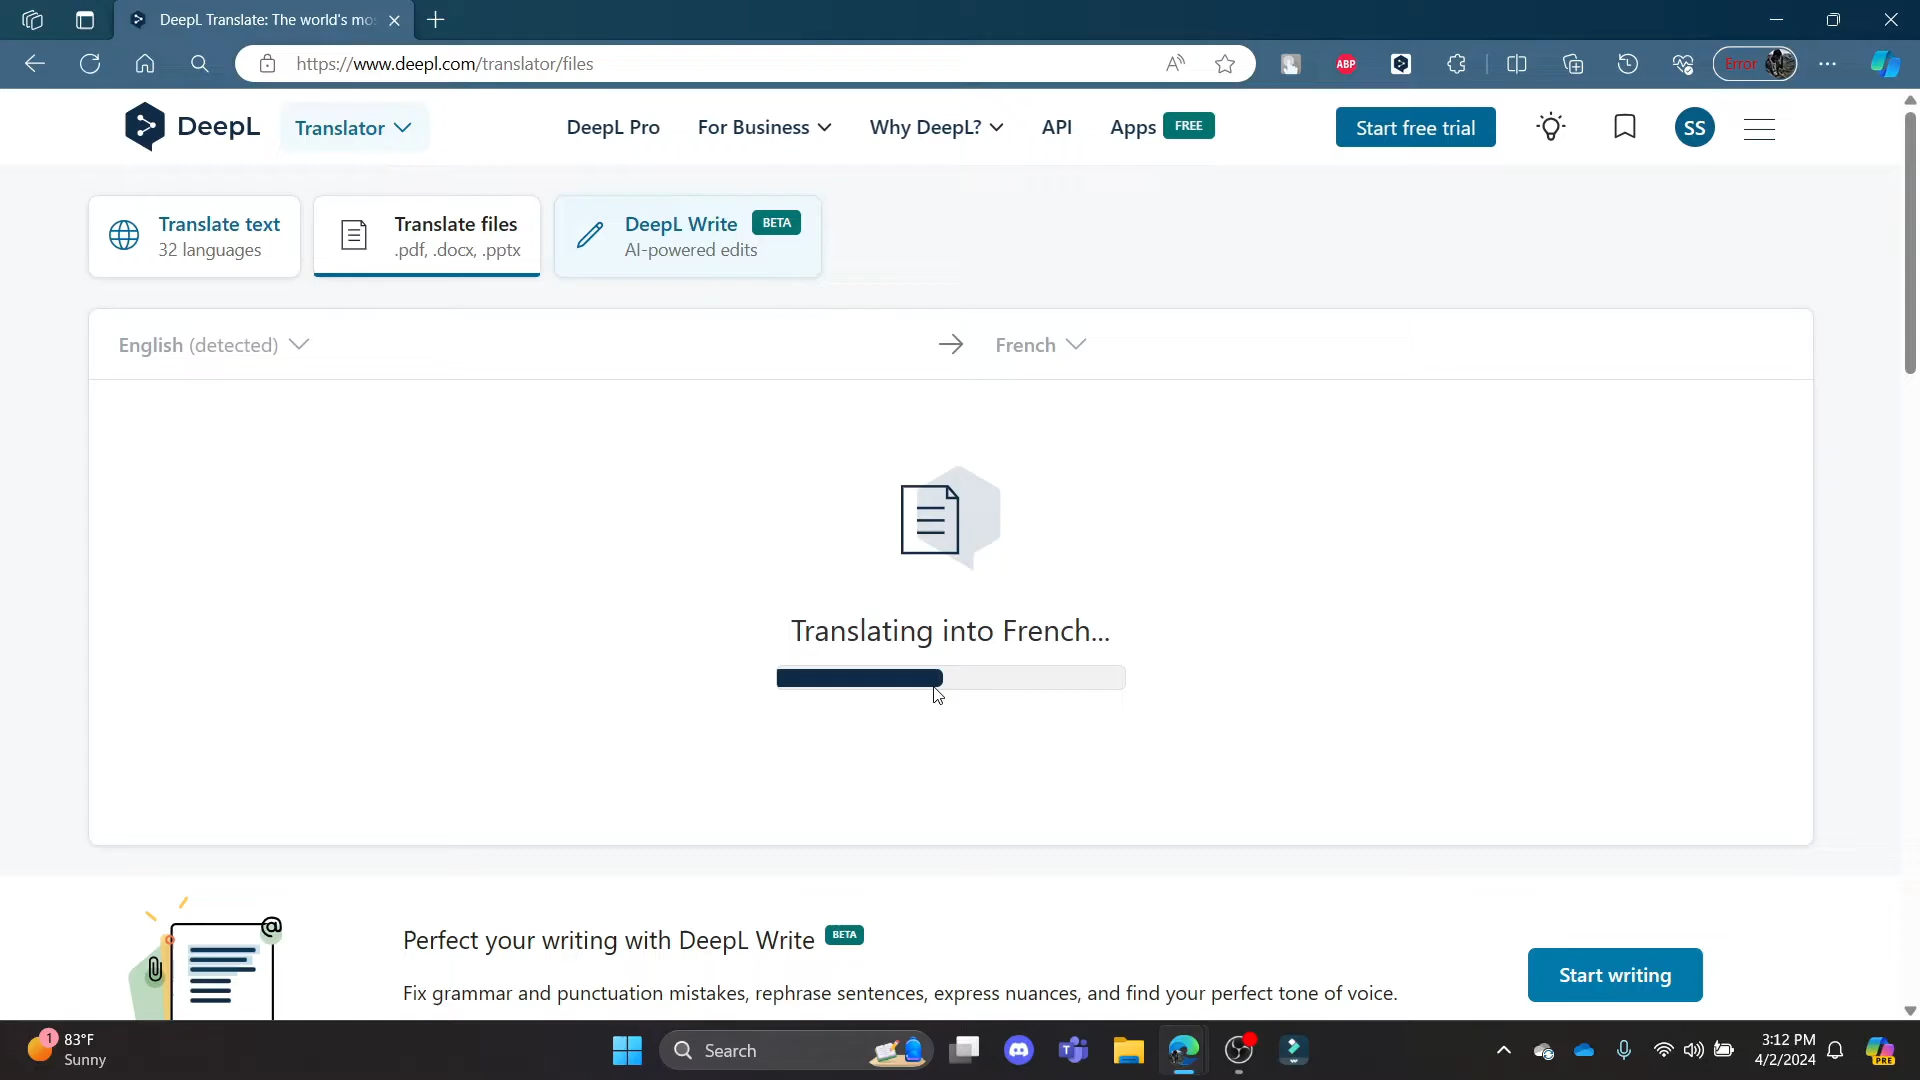 DeepL Translate: The world's mo
https://www.deepl.com/translator/files
ABP
Error
DeepL
Translator
DeepL Pro
For Business
Why DeepL?
API
Apps
FREE
Start free trial
SS
Translate text
32 languages
Translate files
.pdf, .docx, .pptx
DeepL Write
BETA
AI-powered edits
English (detected)
French
Translating into French...
Perfect your writing with DeepL Write
BETA
Fix grammar and punctuation mistakes, rephrase sentences, express nuances, and find your perfect tone of voice.
Start writing
@
1
83°F
Sunny
Search
3:12 PM
4/2/2024
PRE